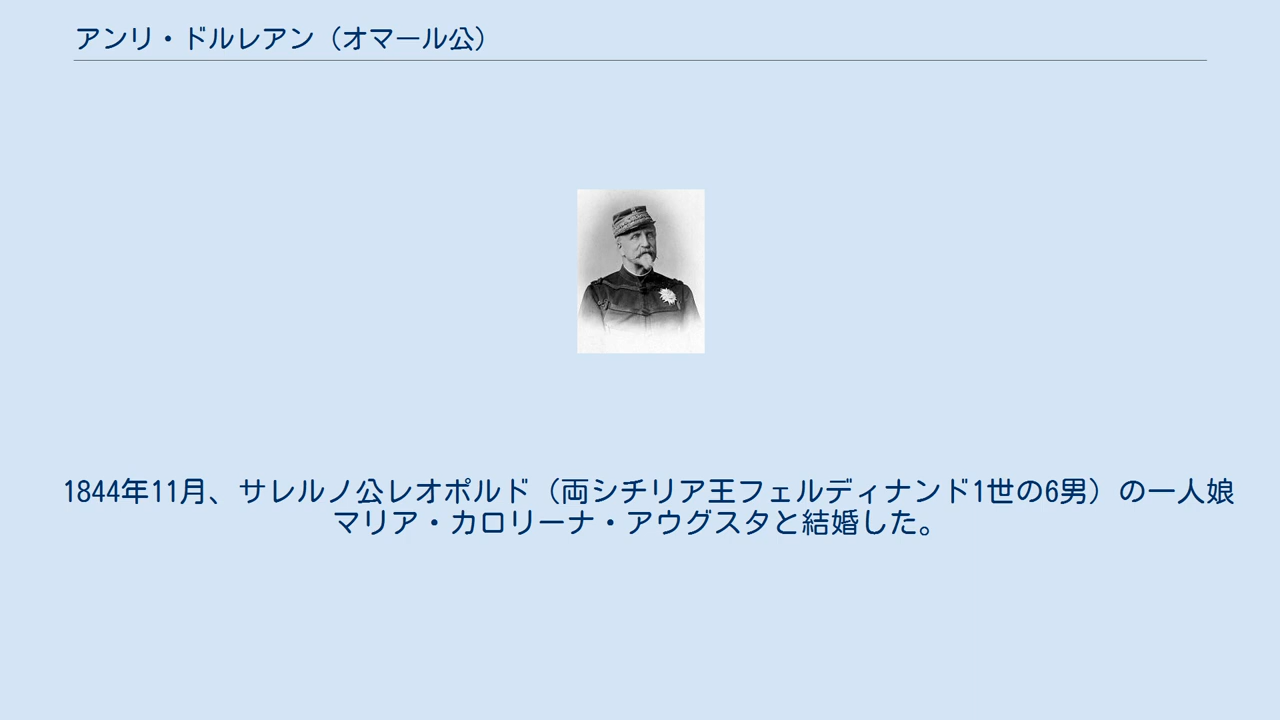 アンリ・ドルレアン（オマール公）
1844年11月、サレルノ公レオポルド（両シチリア王フェルディナンド1世の6男）の一人娘
マリア・カロリーナ・アウグスタと結婚した。